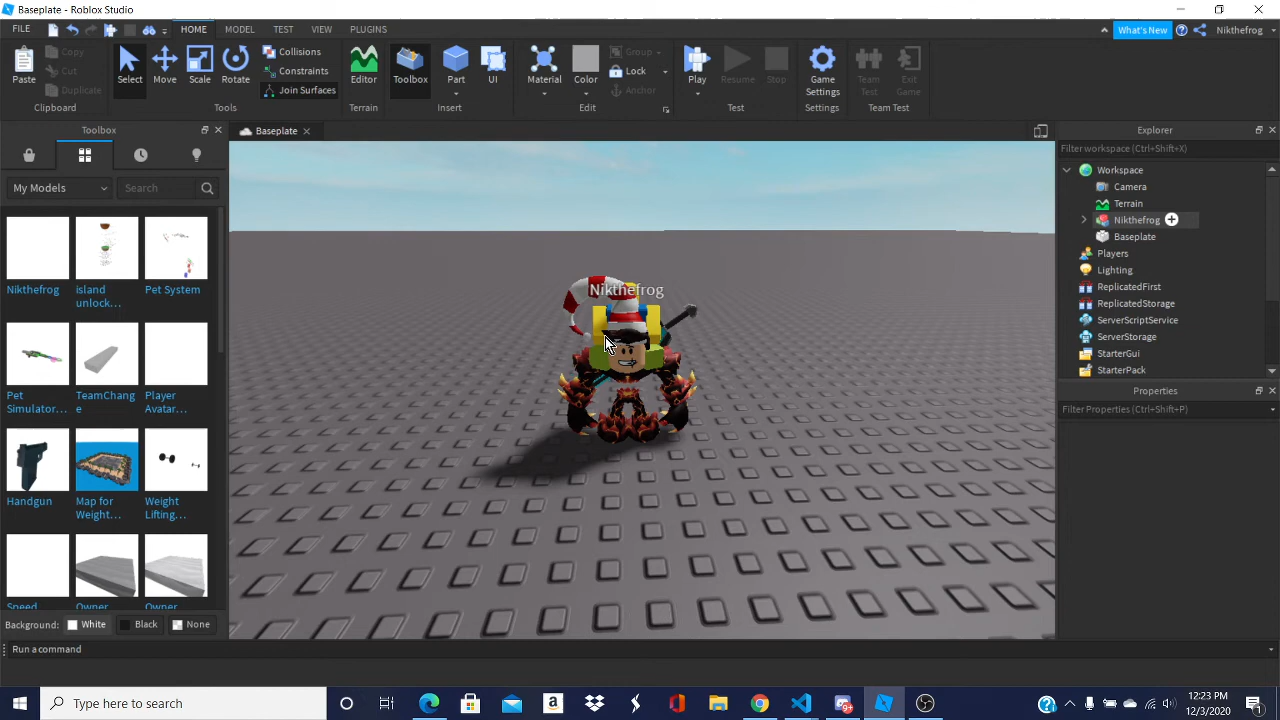 Baseplate - Roblox Studio
FILE
HOME
MODEL
TEST
VIEW
PLUGINS
What's New
Nikthefrog
Paste
Copy
Cut
Duplicate
Clipboard
Select
Move
Scale
Rotate
Collisions
Constraints
Join Surfaces
Tools
Editor
Terrain
Toolbox
Part
UI
Insert
Material
Color
Group
Lock
Anchor
Edit
Play
Resume
Stop
Test
Game
Settings
Settings
Team
Test
Exit
Game
Team Test
Toolbox
My Models
Search
Nikthefrog
island
unlock...
Pet System
Pet
Simulator...
TeamChang
e
Player
Avatar...
Handgun
Map for
Weight...
Weight
Lifting...
Speed
Owner
Owner
Background:
White
Black
None
Baseplate
Nikthefrog
Explorer
Filter workspace (Ctrl+Shift+X)
Workspace
Camera
Terrain
Nikthefrog
Baseplate
Players
Lighting
ReplicatedFirst
ReplicatedStorage
ServerScriptService
ServerStorage
StarterGui
StarterPack
Properties
Filter Properties (Ctrl+Shift+P)
Run a command
Type here to search
12:23 PM
12/3/2020